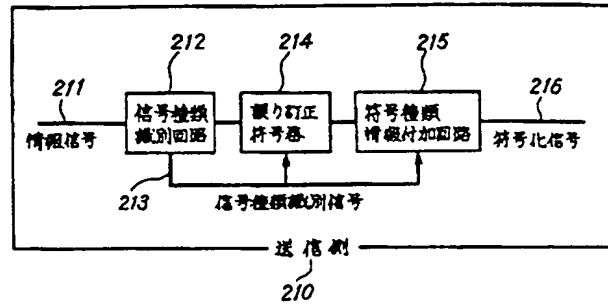 212
214
215
211
216
信号種類
識別回路
誤り訂正
符号器
符号種類
情報付加回路
情報信号
符号化信号
213
信号種類識別信号
送信側
210